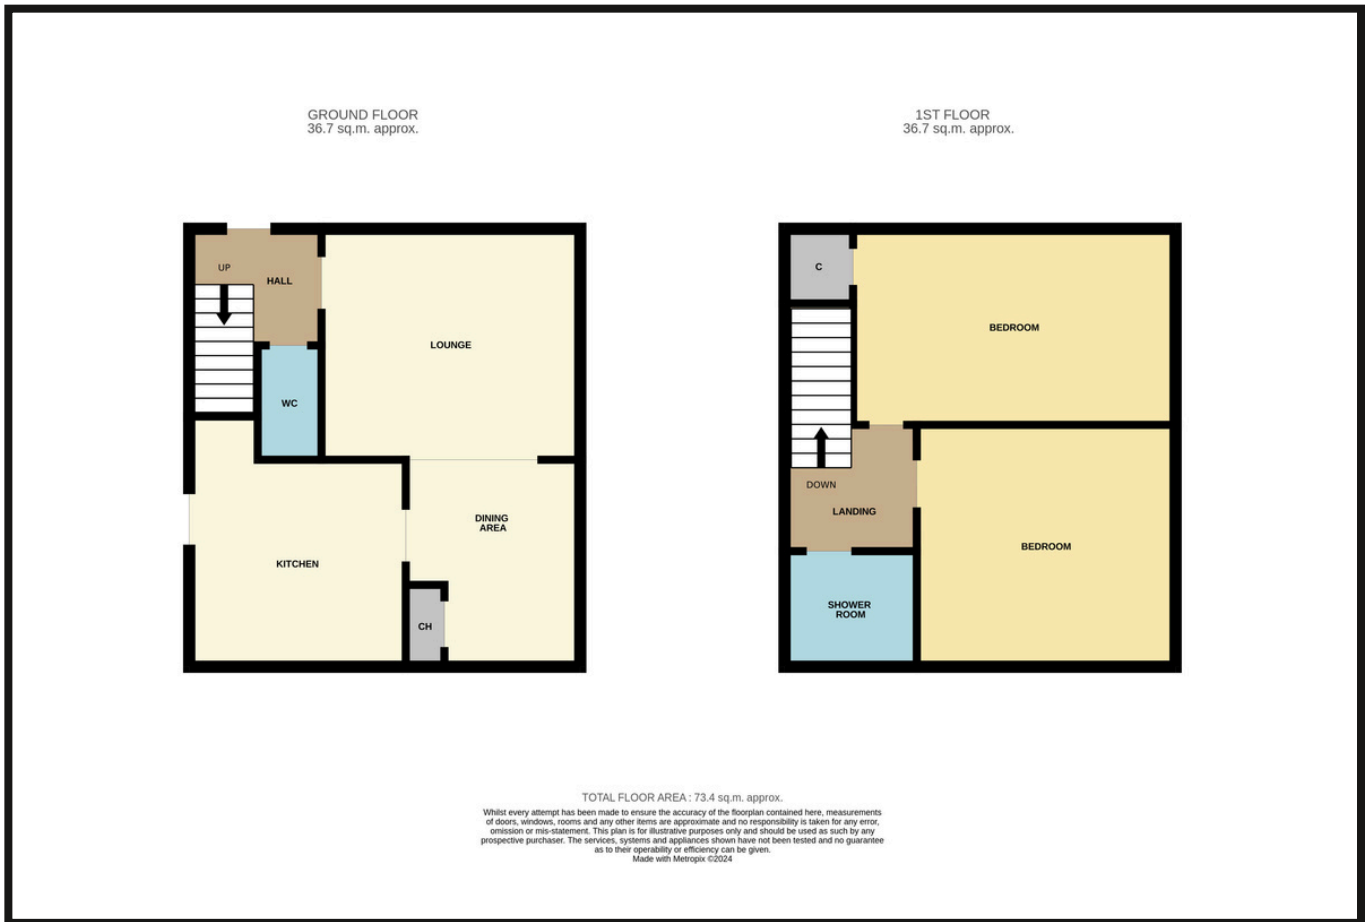 GROUND FLOOR
36.7 sq.m. approx.
1ST FLOOR
36.7 sq.m. approx.
UP
HALL
LOUNGE
WC
DINING
AREA
KITCHEN
CH
C
BEDROOM
DOWN
LANDING
BEDROOM
SHOWER
ROOM
TOTAL FLOOR AREA : 73.4 sq.m. approx.
Whilst every attempt has been made to ensure the accuracy of the floorplan contained here, measurements
of doors, windows, rooms and any other items are approximate and no responsibility is taken for any error,
omission or mis-statement. This plan is for illustrative purposes only and should be used as such by any
prospective purchaser. The services, systems and appliances shown have not been tested and no guarantee
as to their operability or efficiency can be given.
Made with Metropix ©2024